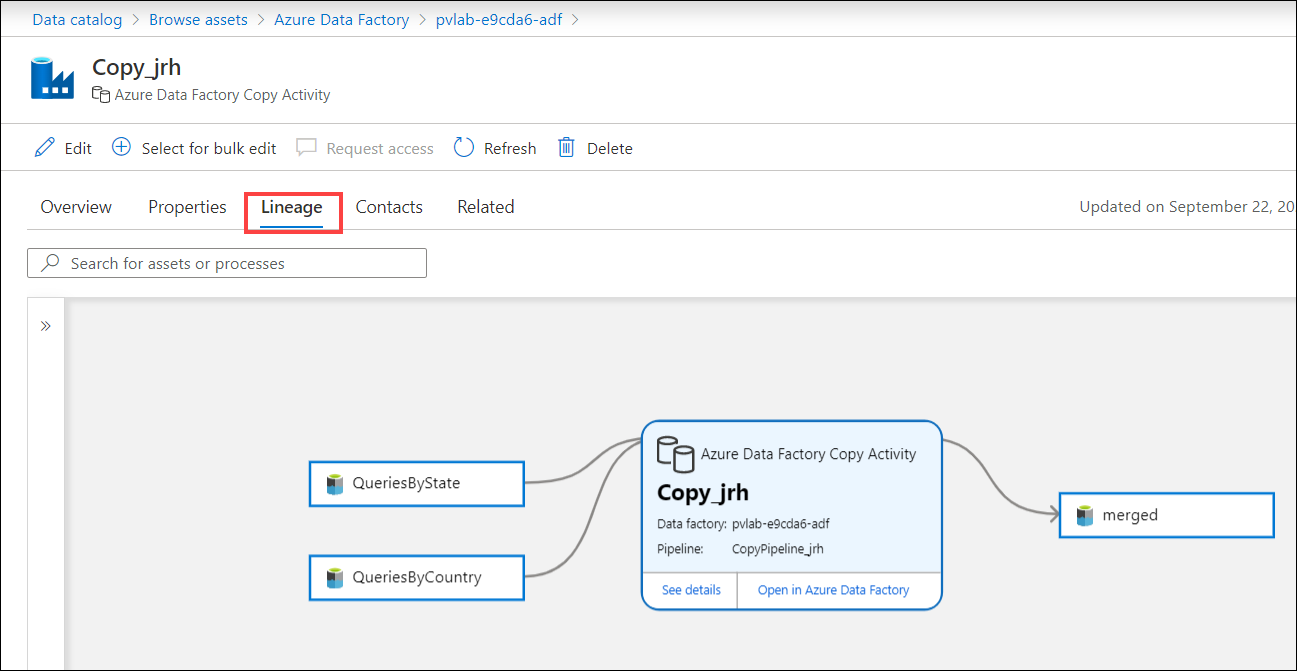 Data catalog > Browse assets > Azure Data Factory > pvlab-e9cda6-adf >
Copy_jrh
Azure Data Factory Copy Activity
Edit Select for bulk edit Request access Refresh Delete
Overview Properties Lineage Contacts Related Updated on September 22, 20
Search for assets or processes
»
Azure Data Factory Copy Activity
QueriesByState
Copy_jrh
merged
Data factory: pvlab-e9cda6-adf
Pipeline: CopyPipeline_jrh
QueriesByCountry
See details Open in Azure Data Factory